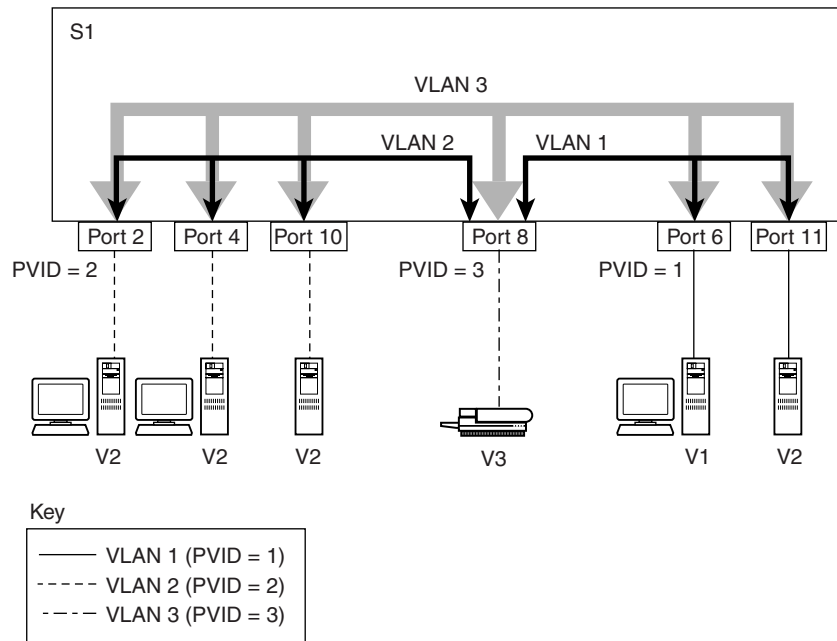 S1
VLAN 3
VLAN 2
VLAN 1
Port 2
Port 4
Port 10
Port 8
Port 6
Port 11
PVID = 2
PVID = 3
PVID = 1
V2
V2
V2
V3
V1
V2
Key
VLAN 1 (PVID = 1)
VLAN 2 (PVID = 2)
VLAN 3 (PVID = 3)